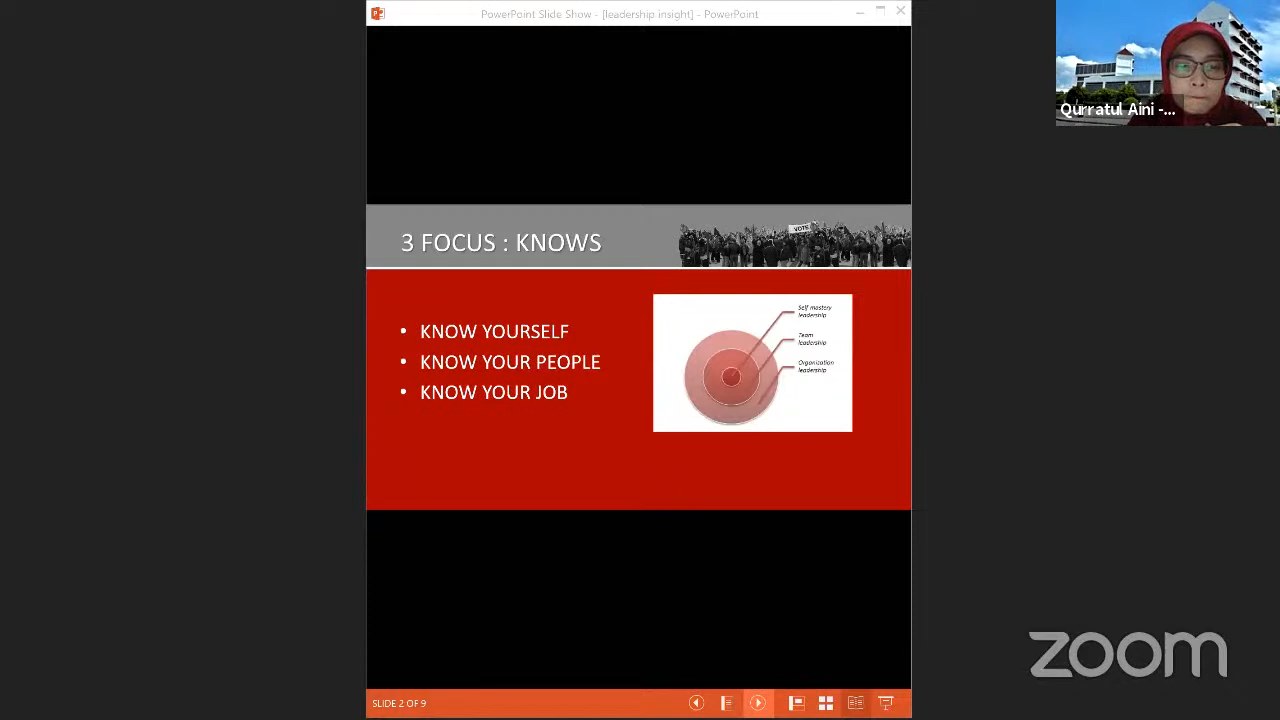 PowerPoint Slide Show - [leadership insight] - PowerPoint
MY
Qurratul Aini -...
3 FOCUS : KNOWS
VOTE
• KNOW YOURSELF
• KNOW YOUR PEOPLE
• KNOW YOUR JOB
Self mastery
leadership
Team
leadership
Organization
leadership
zoom
SLIDE 2 OF 9